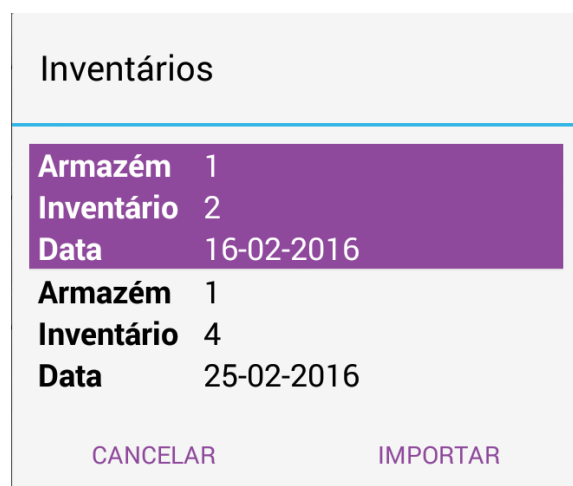 Inventários
Armazém 1
Inventário 2
Data 16-02-2016
Armazém 1
Inventário 4
Data 25-02-2016
CANCELAR IMPORTAR